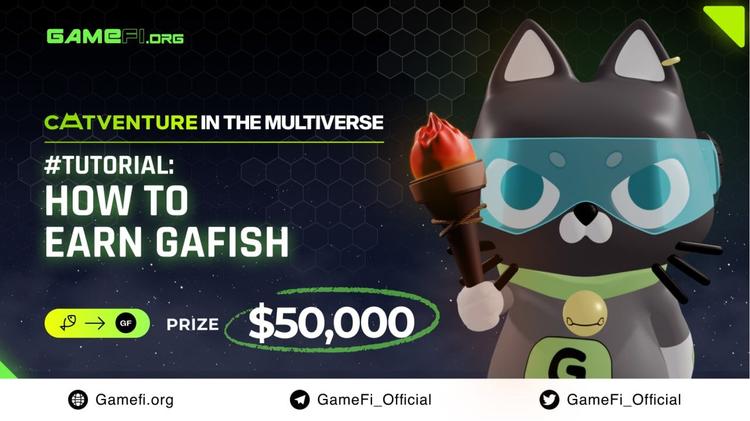 GAMEFI.ORG
CATVENTURE IN THE MULTIVERSE
#TUTORIAL:
HOW TO
EARN GAFISH
GF
PRIZE
$50,000
G
Gamefi.org
GameFi_Official
GameFi_Official